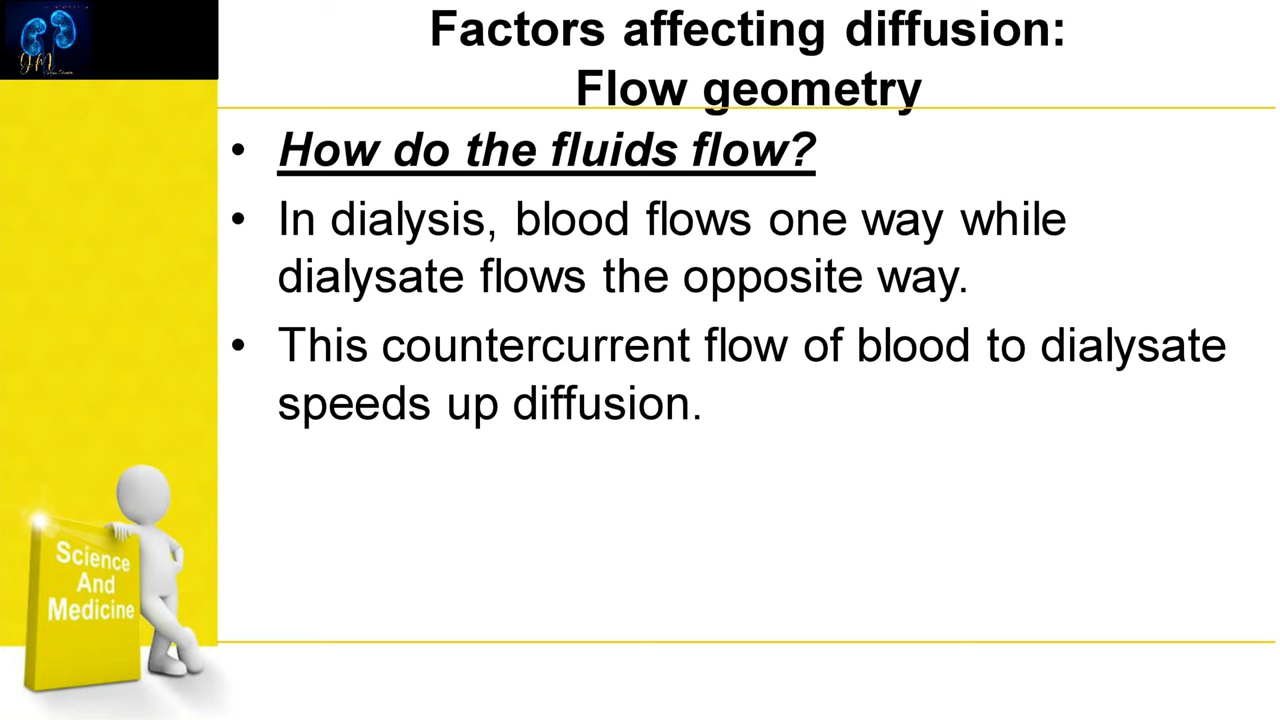 Factors affecting diffusion:
Flow geometry
• How do the fluids flow?
• In dialysis, blood flows one way while
dialysate flows the opposite way.
• This countercurrent flow of blood to dialysate
speeds up diffusion.
Science
And
Medicine